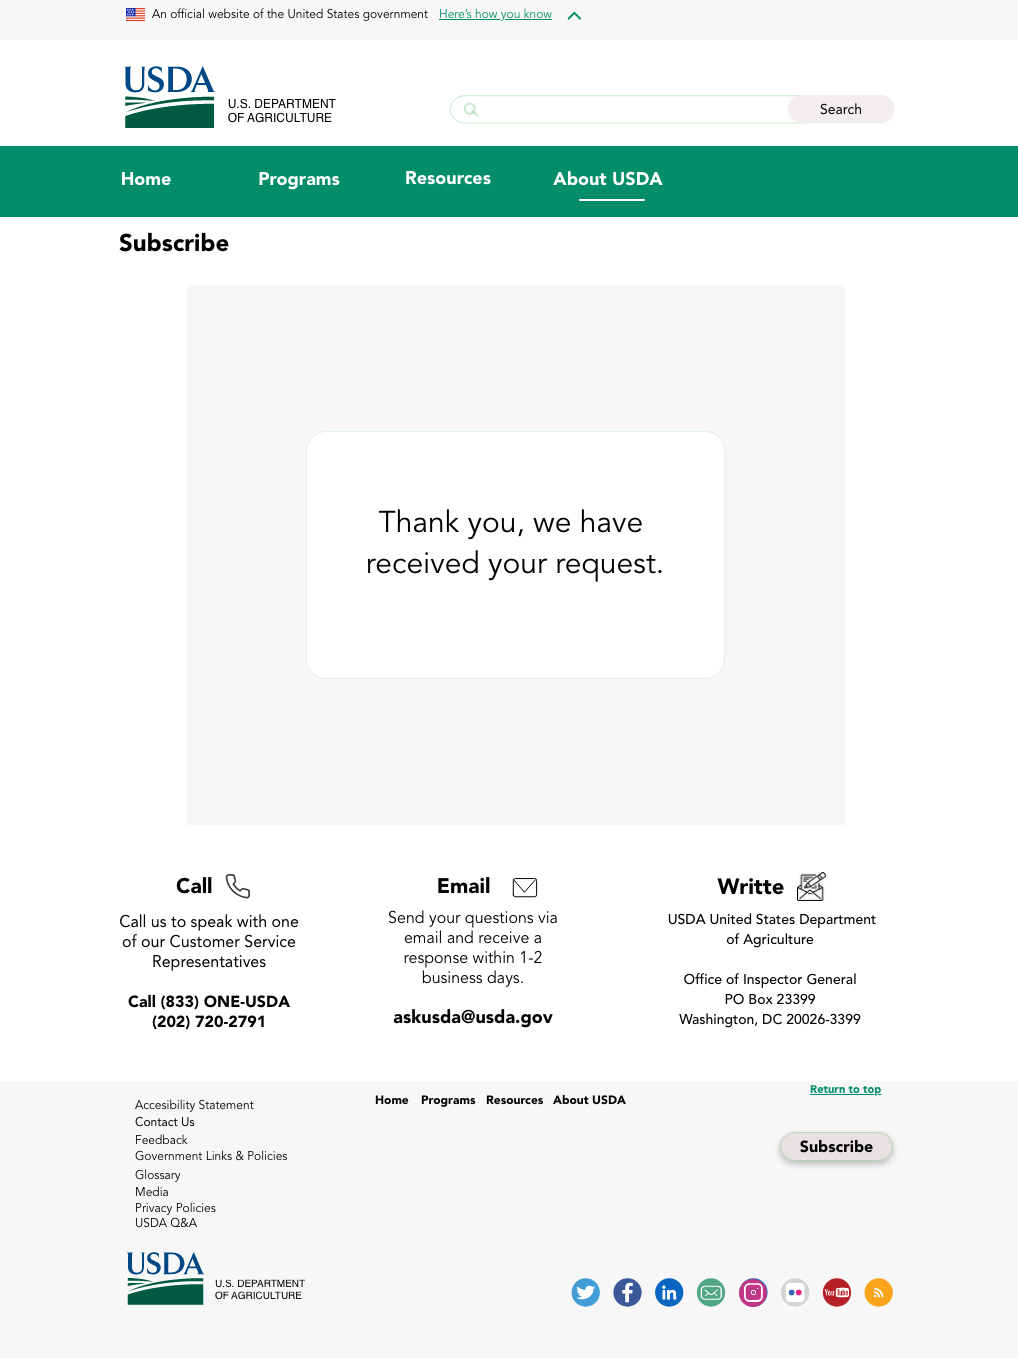 An official website of the United States government Here's how you know
USDA
U.S. DEPARTMENT
OF AGRICULTURE
Search
Home Programs Resources About USDA
Subscribe
Thank you, we have
received your request.
Call
Call us to speak with one
of our Customer Service
Representatives
Call (833) ONE-USDA
(202) 720-2791
Email
Send your questions via
email and receive a
response within 1-2
business days.
askusda@usda.gov
Writte
USDA United States Department
of Agriculture
Office of Inspector General
PO Box 23399
Washington, DC 20026-3399
Return to top
Home Programs Resources About USDA
Accesibility Statement
Contact Us
Feedback
Government Links & Policies
Glossary
Media
Privacy Policies
USDA Q&A
Subscribe
USDA
U.S. DEPARTMENT
OF AGRICULTURE
f
in
You Tube